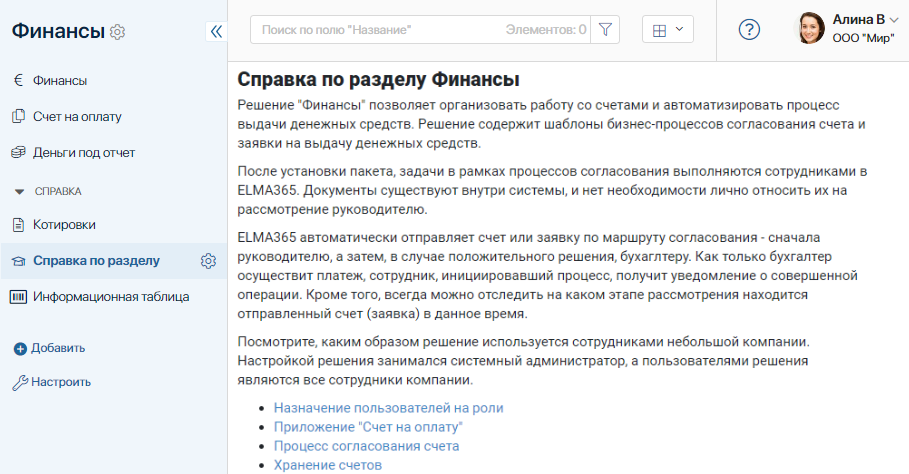 Финансы
Финансы
Счет на оплату
Деньги под отчет
СПРАВКА
Котировки
Справка по разделу
Информационная таблица
Добавить
Настроить
Поиск по полю "Название" Элементов: 0
Алина В
ООО "Мир"
Справка по разделу Финансы
Решение "Финансы" позволяет организовать работу со счетами и автоматизировать процесс
выдачи денежных средств. Решение содержит шаблоны бизнес-процессов согласования счета и
заявки на выдачу денежных средств.
После установки пакета, задачи в рамках процессов согласования выполняются сотрудниками в
ELMA365. Документы существуют внутри системы, и нет необходимости лично относить их на
рассмотрение руководителю.
ELMA365 автоматически отправляет счет или заявку по маршруту согласования - сначала
руководителю, а затем, в случае положительного решения, бухаглтеру. Как только бухгалтер
осуществит платеж, сотрудник, инициировавший процесс, получит уведомление о совершенной
операции. Кроме того, всегда можно отследить на каком этапе рассмотрения находится
отправленный счет (заявка) в данное время.
Посмотрите, каким образом решение используется сотрудниками небольшой компании.
Настройкой решения занимался системный администратор, а пользователями решения
являются все сотрудники компании.
Назначение пользователей на роли
Приложение "Счет на оплату"
Процесс согласования счета
Хранение счетов